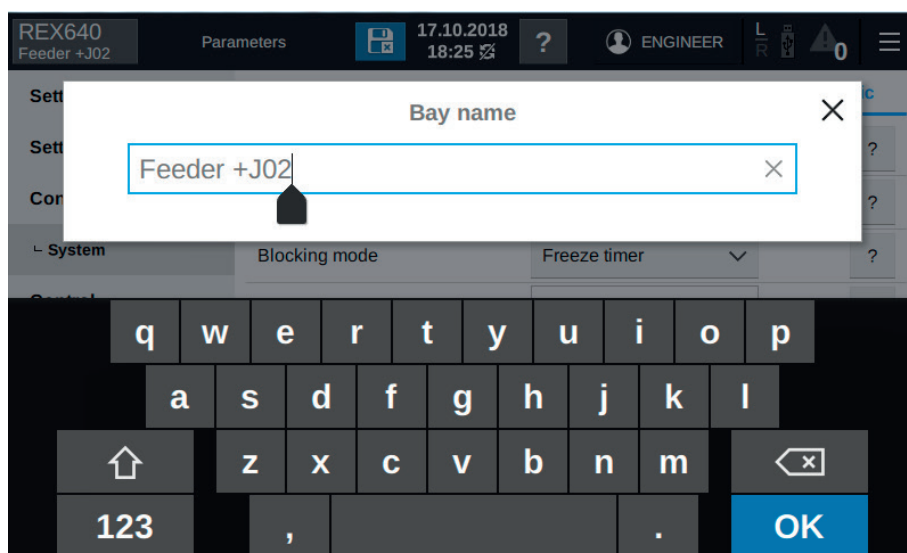 REX640 Parameters 17.10.2018 ? ENGINEER L 0
Feeder +J02 18:25 R
Bay name
Feeder +J02
?
?
System Blocking mode Freeze timer ?
q w e r t y u i o p
a s d f g h j k l
z x c v b n m
123 , . OK